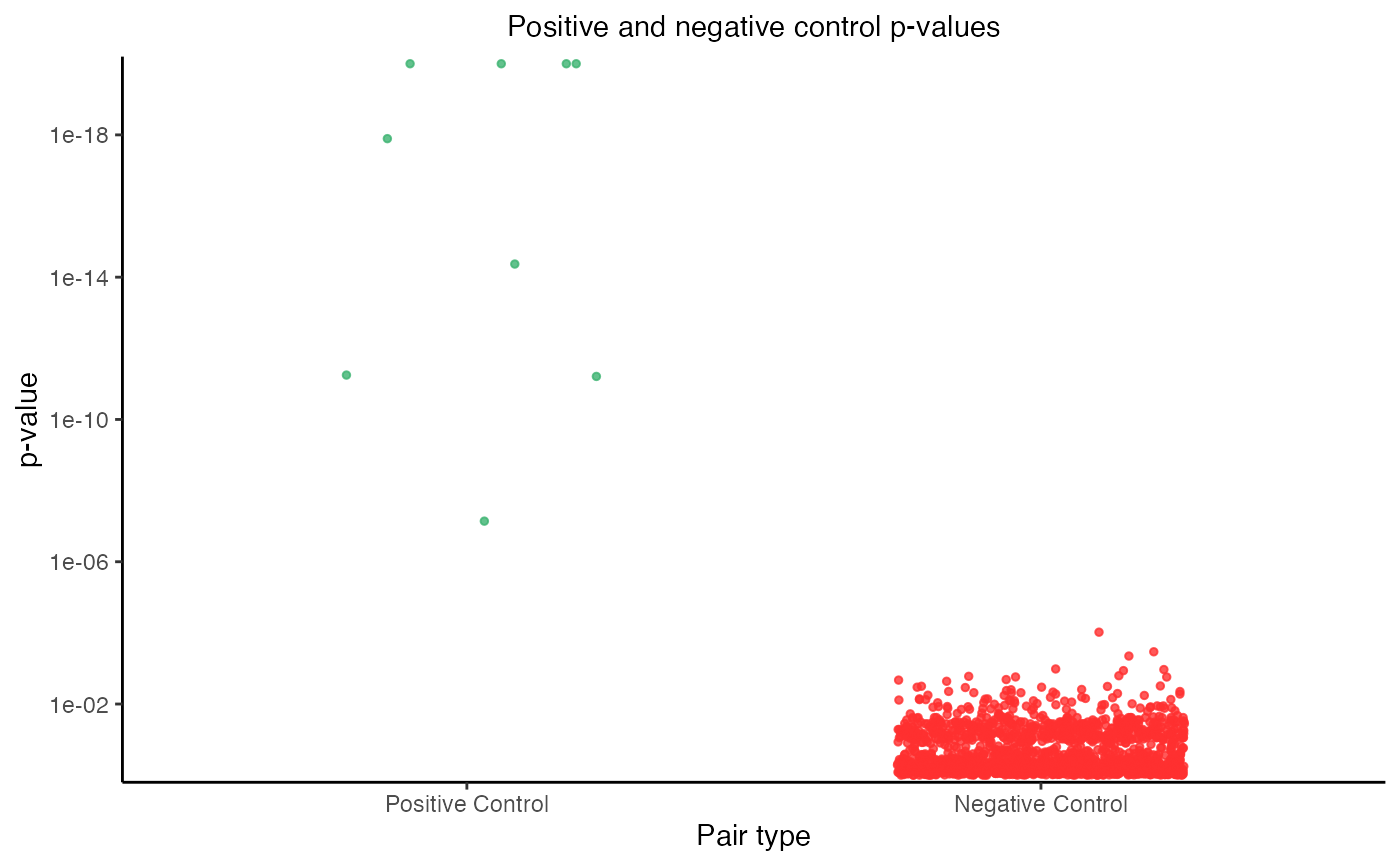 Positive and negative control p-values
1e-18
1e-14
1e-10
1e-06
1e-02
p-value
Positive Control
Negative Control
Pair type